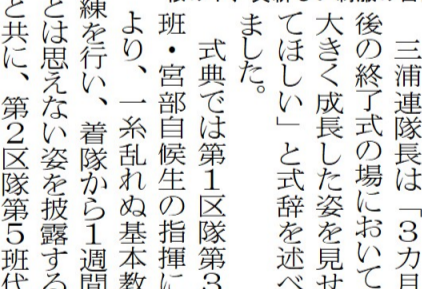 三浦連隊長は「3カ月
後の終了式の場において
大きく成長した姿を見せ
てほしい」と式辞を述べ
ました。
式典では第1区隊第3
班・宮部自候生の指揮に
より、一糸乱れぬ基本教
練を行い、着隊から1週間
とは思えない姿を披露する
と共に、第2区隊第5班代